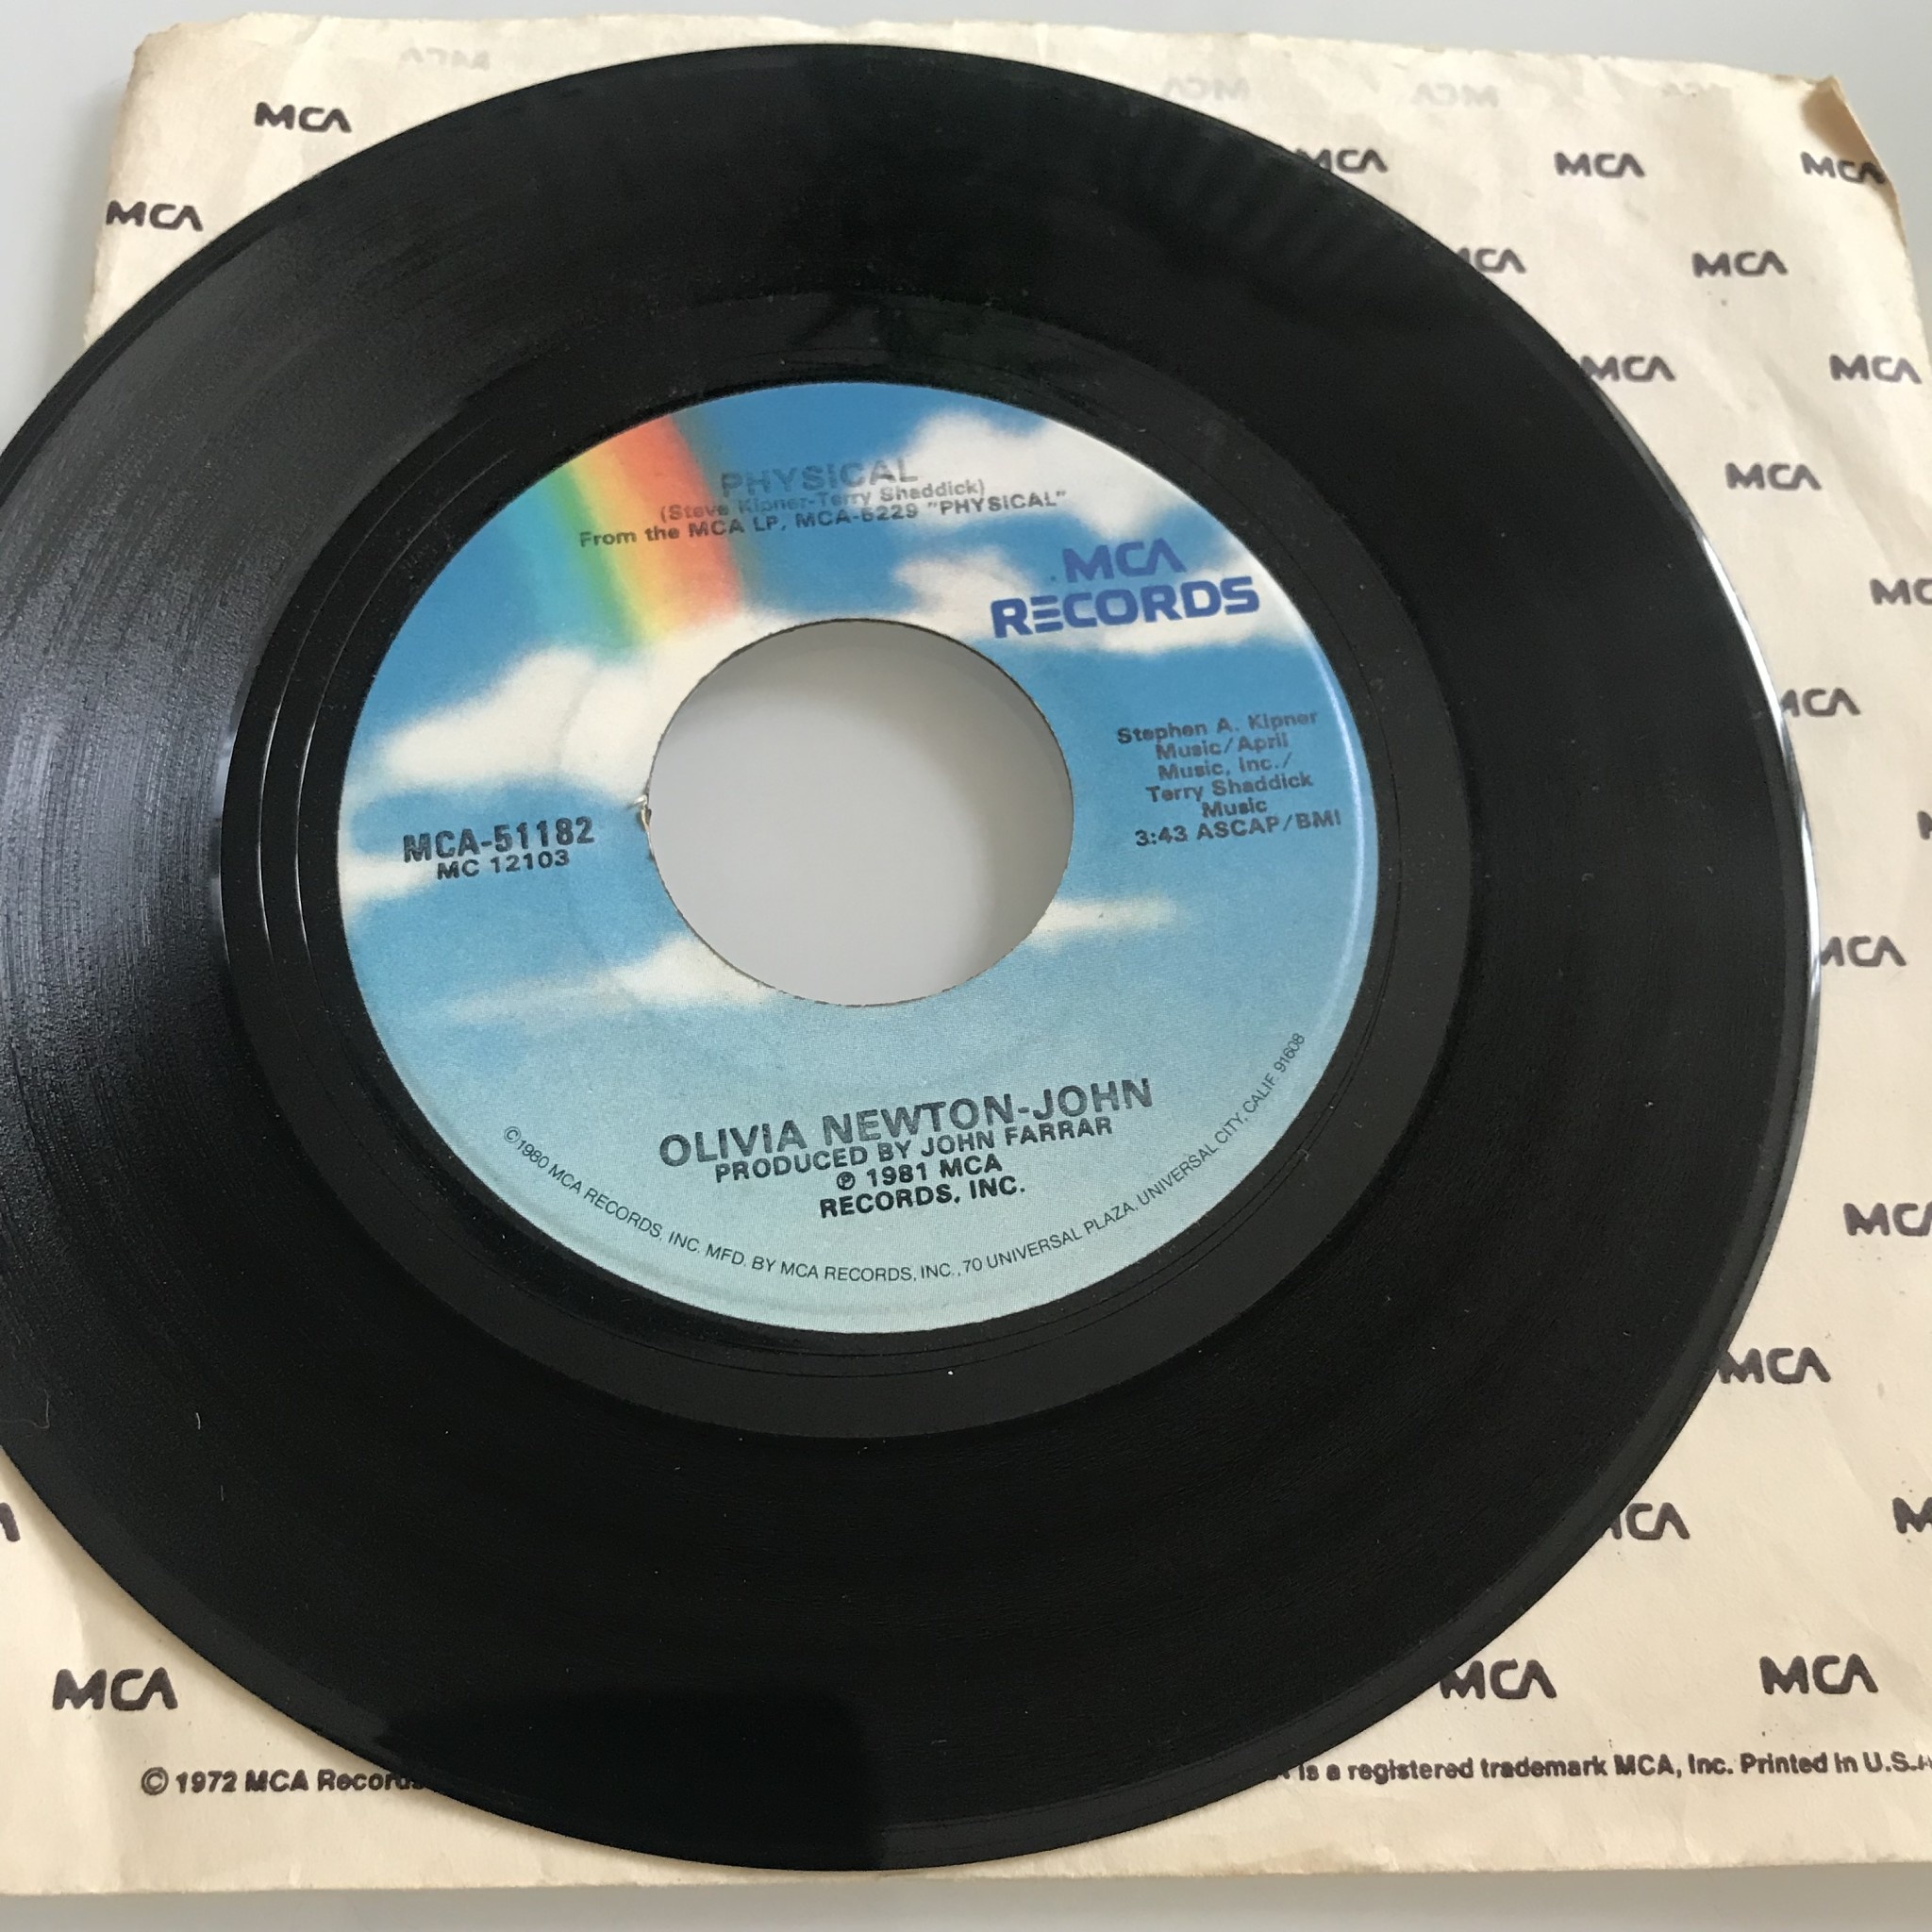 MCA
MCA
MCA
MCA
MCA
MCA
MCA
MCA
MCA
MCA
PHYSICAL
(Steve Kipner-Terry Shaddick)
From the MCA LP, MCA-5229 "PHYSICAL"
MCA
RECORDS
Stephen A. Kipner
Music/April
Music, Inc./
Terry Shaddick
Music
3:43 ASCAP/BMI
MCA-51182
MC 12103
OLIVIA NEWTON-JOHN
PRODUCED BY JOHN FARRAR
℗ 1981 MCA
RECORDS, INC.
©1980 MCA RECORDS, INC. MFD. BY MCA RECORDS, INC., 70 UNIVERSAL PLAZA, UNIVERSAL CITY, CALIF. 91608
MCA
MCA
MCA
MCA
MCA
MCA
MCA
MCA
© 1972 MCA Records
is a registered trademark MCA, Inc. Printed in U.S.A